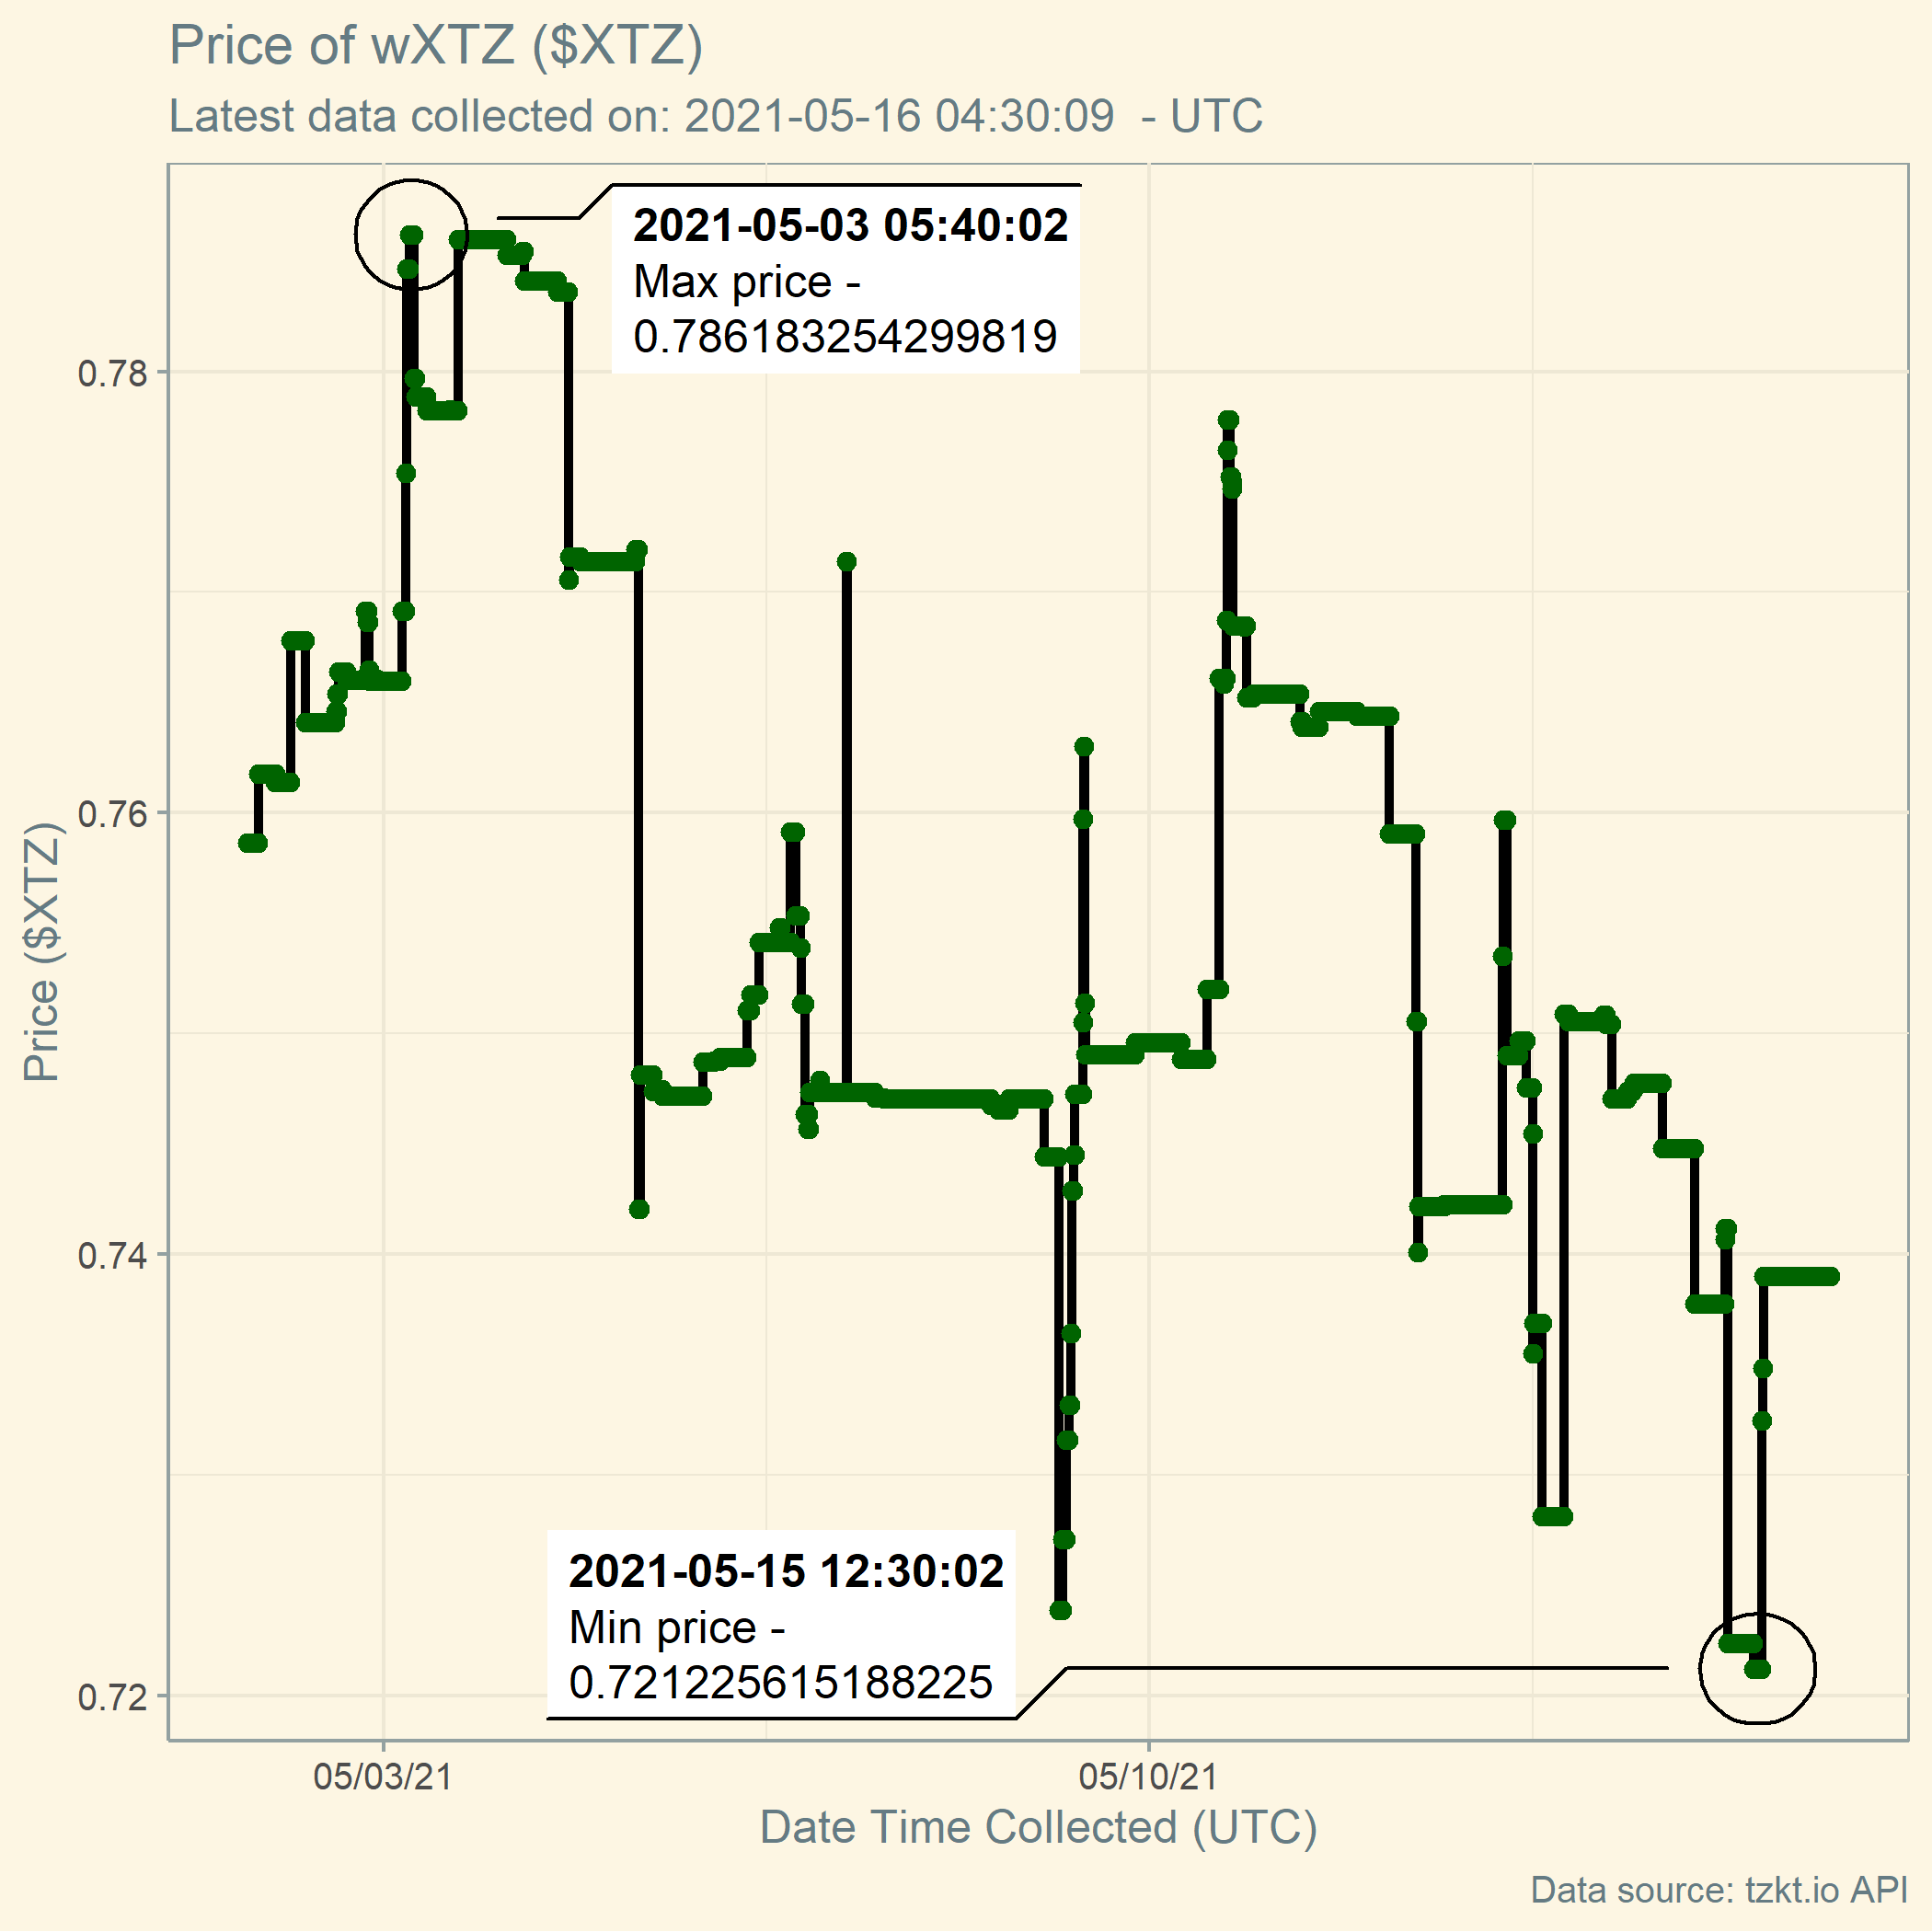 Price of wXTZ ($XTZ)
Latest data collected on: 2021-05-16 04:30:09  - UTC
2021-05-03 05:40:02
Max price -
0.786183254299819
0.78
0.76
0.74
0.72
Price ($XTZ)
2021-05-15 12:30:02
Min price -
0.721225615188225
05/03/21
05/10/21
Date Time Collected (UTC)
Data source: tzkt.io API